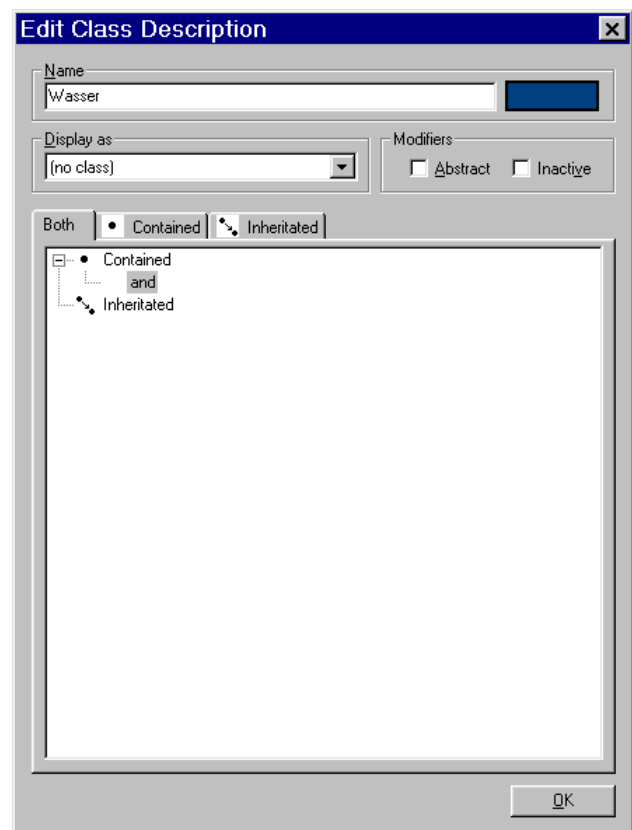 Edit Class Description
Name
Wasser
Display as
Modifiers
(no class)
Abstract
Inactive
Both
Contained
Inheritated
Contained
and
Inheritated
OK